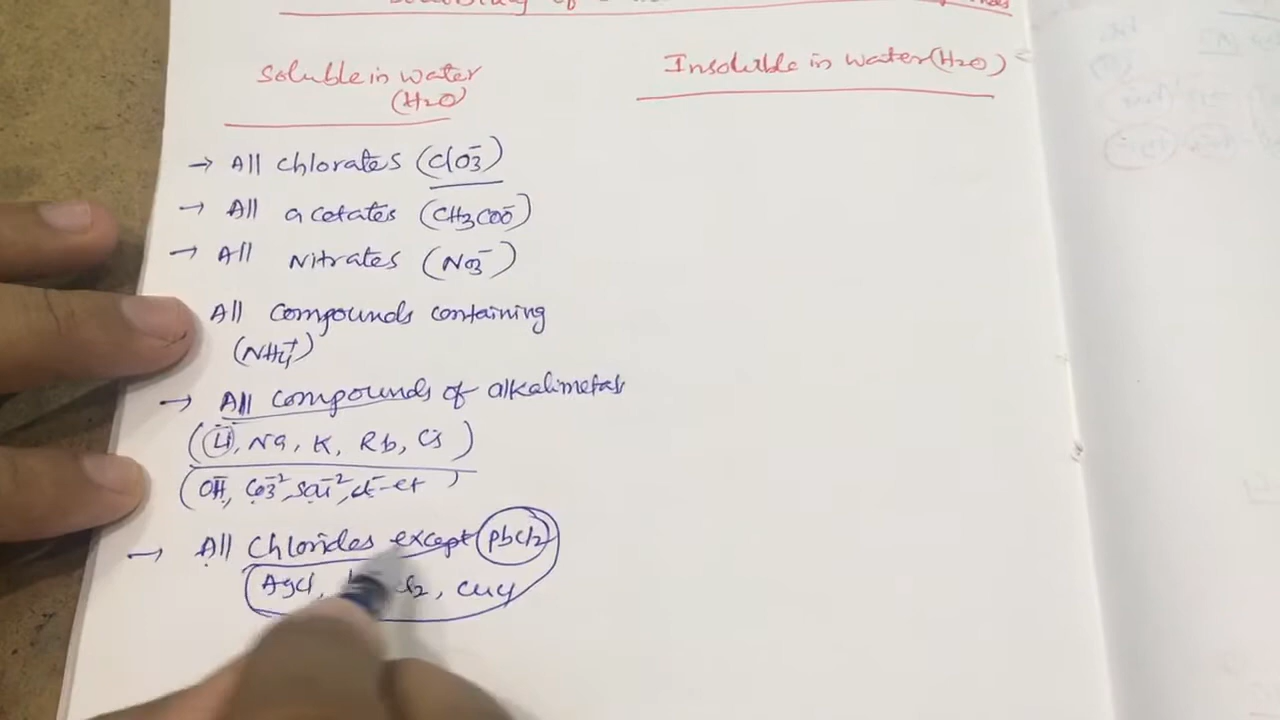 Soluble in water
(H2O)
Insoluble in water (H2O)
→ All chlorates (ClO3⁻)
→ All acetates (CH3COO⁻)
→ All Nitrates (NO3⁻)
All compounds containing
(NH4⁺)
→ All compounds of alkalimetals
(Li, Na, K, Rb, Cs)
(OH⁻, CO3⁻², SO4⁻², Cl⁻
→ All Chlorides except PbCl2
AgCl, Cl2, CuCl